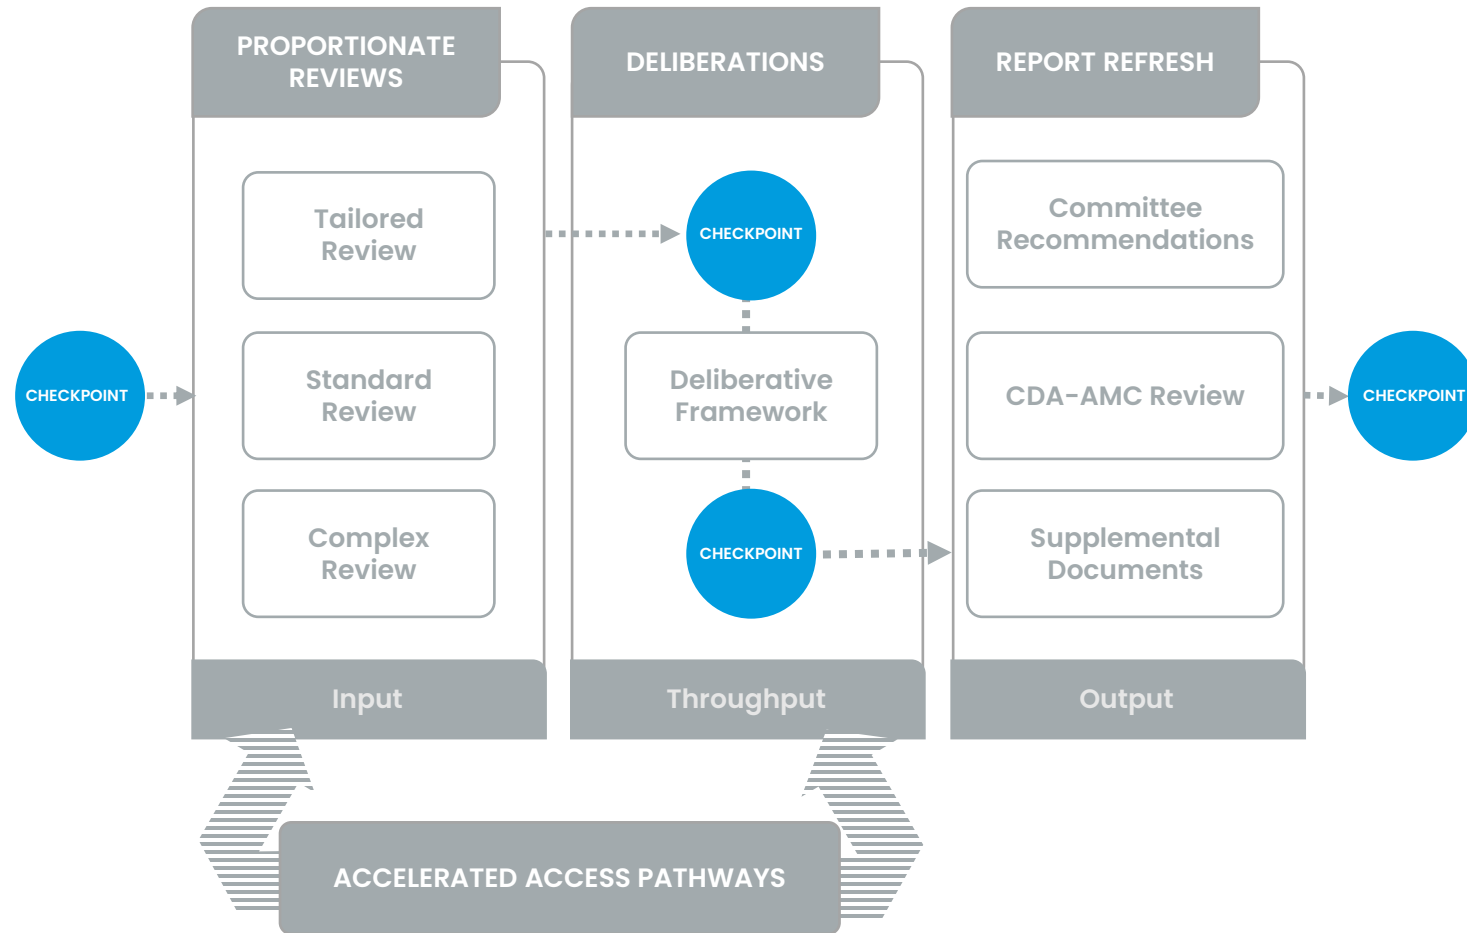 PROPORTIONATE
REVIEWS
DELIBERATIONS
REPORT REFRESH
CHECKPOINT
Tailored
Review
Standard
Review
Complex
Review
Input
CHECKPOINT
Deliberative
Framework
CHECKPOINT
Throughput
Committee
Recommendations
CDA-AMC Review
Supplemental
Documents
Output
CHECKPOINT
ACCELERATED ACCESS PATHWAYS